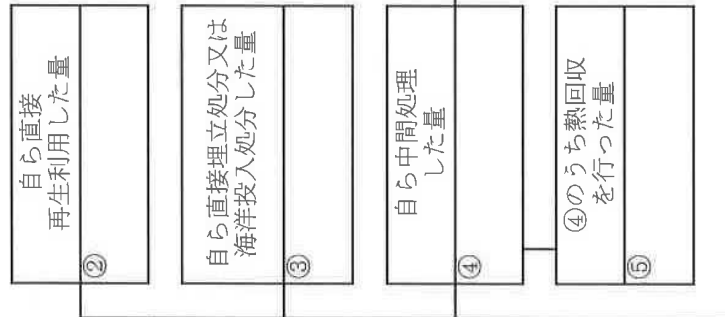 自ら直接
再生利用した量
②
自ら直接埋立処分又は
海洋投入処分した量
③
自ら中間処理
した量
④
④のうち熱回収
を行った量
⑤